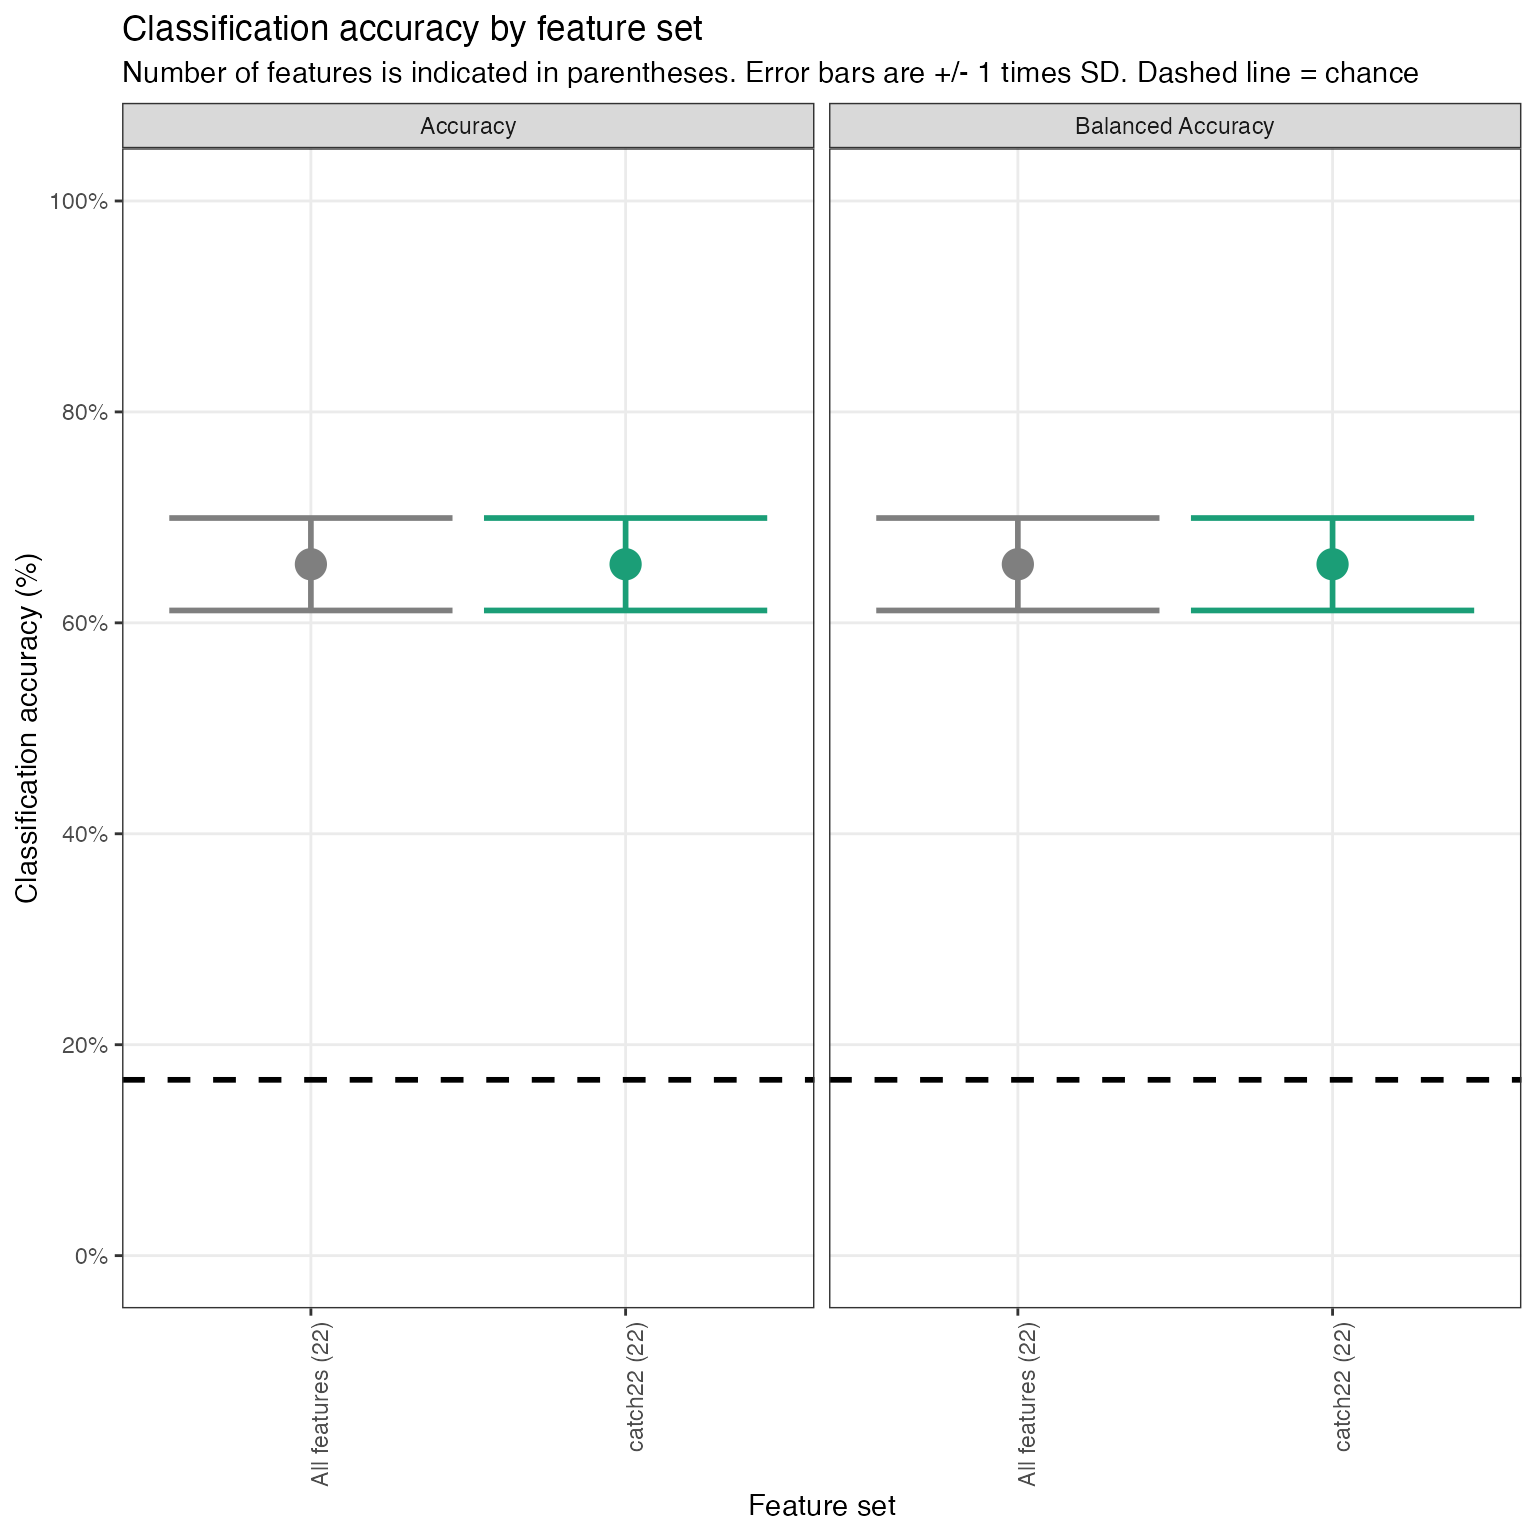 Classification accuracy by feature set
Number of features is indicated in parentheses. Error bars are +/- 1 times SD. Dashed line = chance
Accuracy
Balanced Accuracy
Classification accuracy (%)
100%
80%
60%
40%
20%
0%
All features (22)
catch22 (22)
All features (22)
catch22 (22)
Feature set